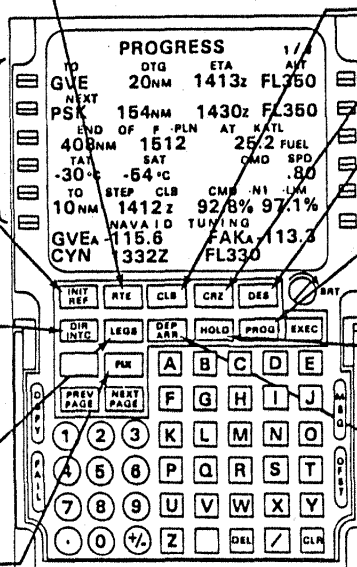 PROGRESS 1/
TO DTG ETA ALT
GVE 20NM 1413z FL350
NEXT
PSK 154NM 1430z FL350
END OF F-PLN AT KATL
408NM 1512 25.2 FUEL
TAT SAT CMD SPD
-30°C -54°C .80
TO STEP CLB CMD N1 LIM
10NM 1412z 92.8% 97.1%
NAVAID TUNING
GVEA-115.6 FAKA-113.3
CYN 1332Z FL330
INIT REF RTE CLB CRZ DES BRT
DIR INTC LEGS DEP ARR HOLD PROG EXEC
FIX
PREV PAGE NEXT PAGE
A B C D E
F G H I J
1 2 3 K L M N O
4 5 6 P Q R S T
7 8 9 U V W X Y
. 0 +/- Z DEL / CLR
DSPY
FAIL
MSG
OFST